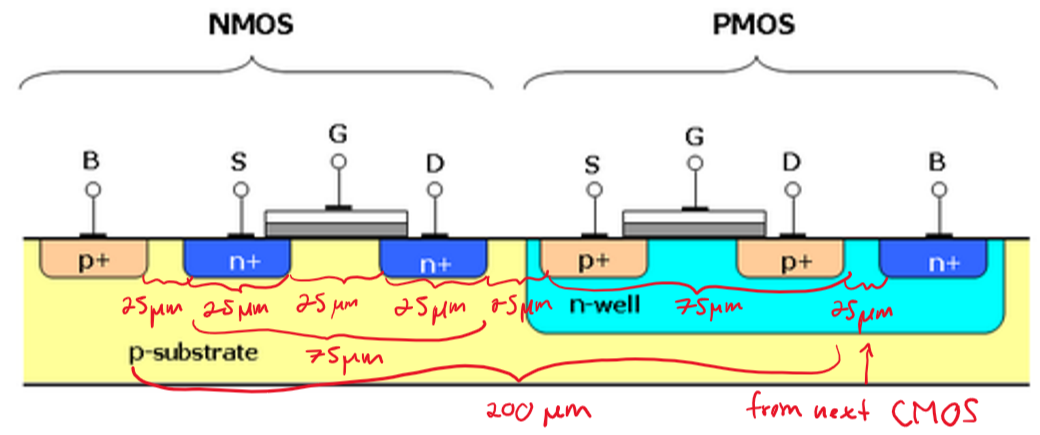 NMOS PMOS
G G
B S D S D B
p+ n+ n+ p+ p+ n+
25μm 25μm 25μm 25μm 25μm n-well 75μm 25μm
p-substrate 75μm
200 μm from next CMOS